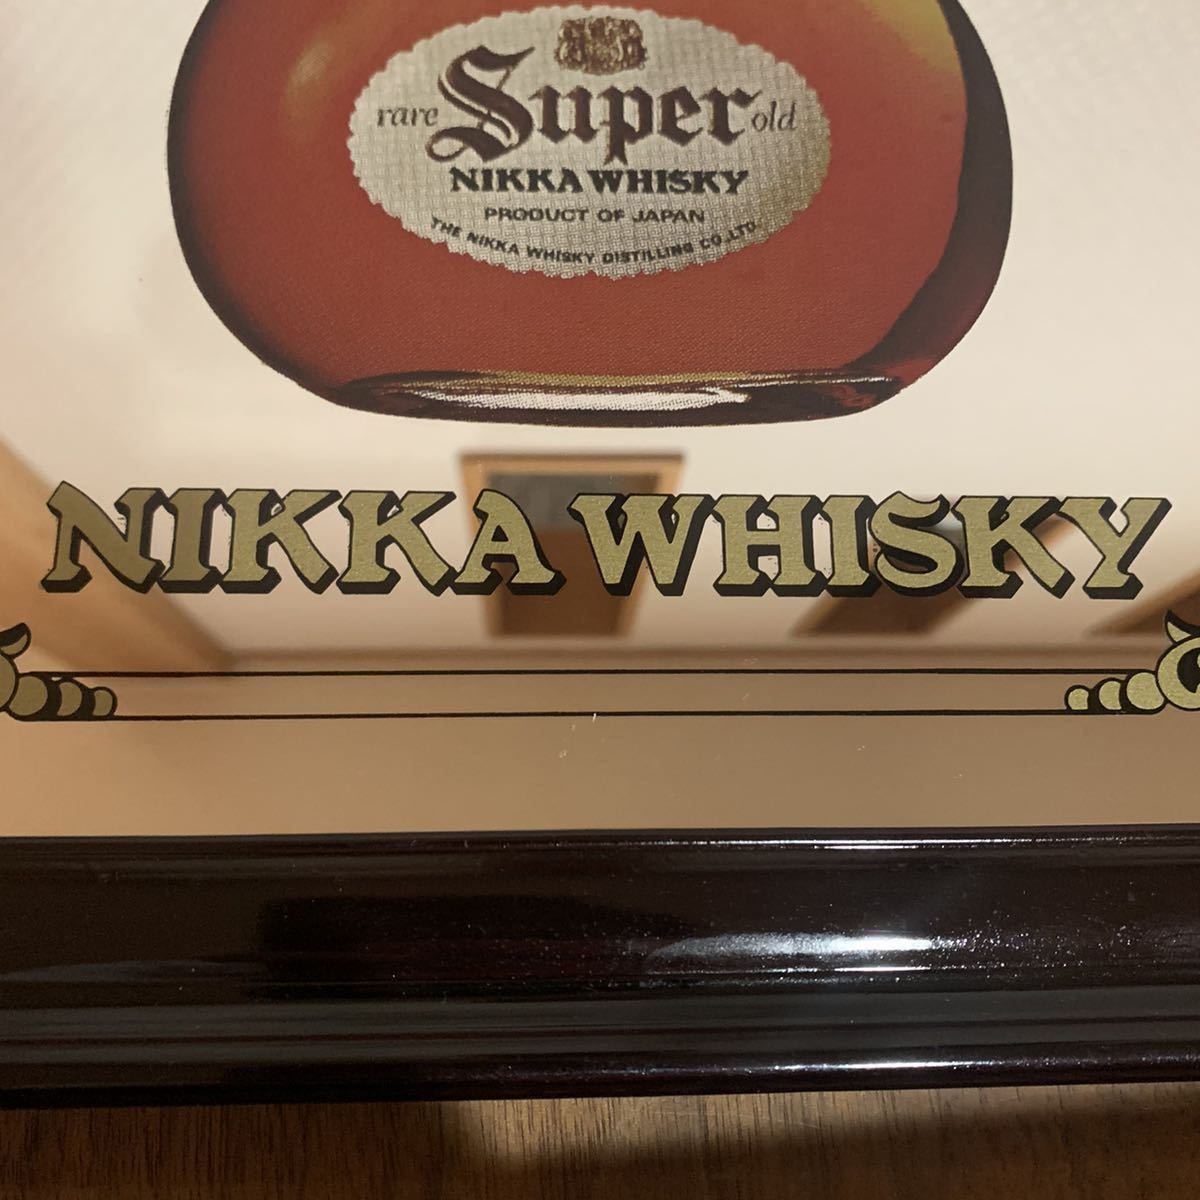 rare Super old
NIKKA WHISKY
PRODUCT OF JAPAN
THE NIKKA WHISKY DISTILLING CO.,LTD.
NIKKA WHISKY